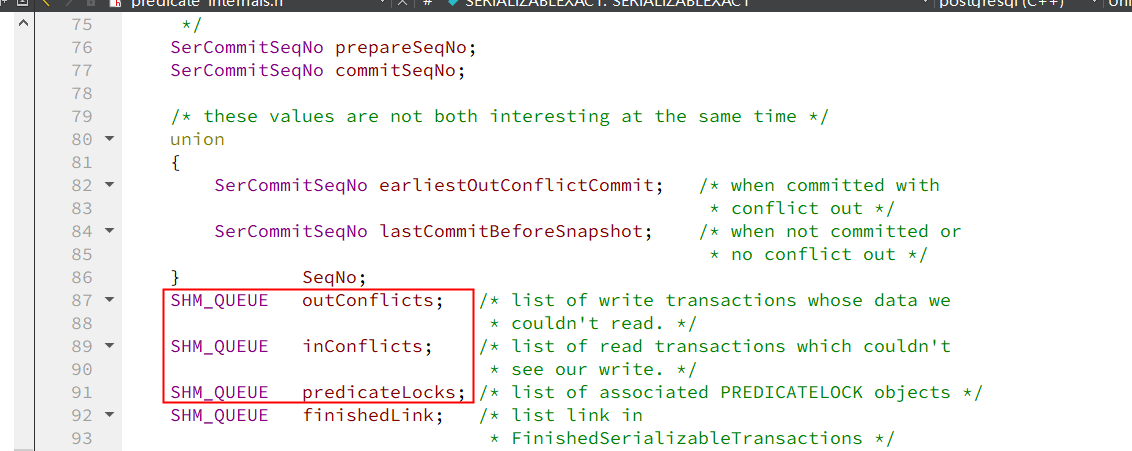 predicate_internals.h # SERIALIZABLEXACT: SERIALIZABLEXACT postgresql (C++)
75 */
76 SerCommitSeqNo prepareSeqNo;
77 SerCommitSeqNo commitSeqNo;
78
79 /* these values are not both interesting at the same time */
80 union
81 {
82 SerCommitSeqNo earliestOutConflictCommit; /* when committed with
83 * conflict out */
84 SerCommitSeqNo lastCommitBeforeSnapshot; /* when not committed or
85 * no conflict out */
86 } SeqNo;
87 SHM_QUEUE outConflicts; /* list of write transactions whose data we
88 * couldn't read. */
89 SHM_QUEUE inConflicts; /* list of read transactions which couldn't
90 * see our write. */
91 SHM_QUEUE predicateLocks; /* list of associated PREDICATELOCK objects */
92 SHM_QUEUE finishedLink; /* list link in
93 * FinishedSerializableTransactions */